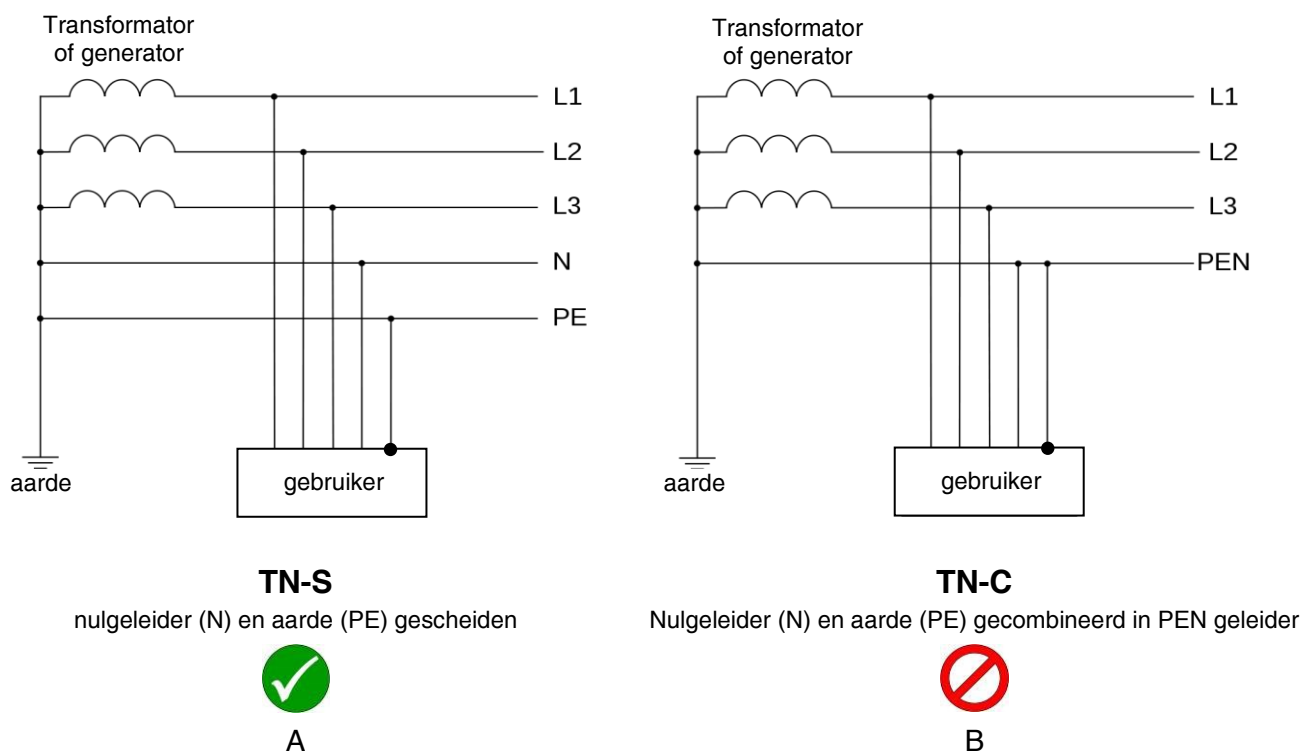 Transformator
of generator
L1
L2
L3
N
PE
gebruiker
aarde
TN-S
nulgeleider (N) en aarde (PE) gescheiden
A
Transformator
of generator
L1
L2
L3
PEN
gebruiker
aarde
TN-C
Nulgeleider (N) en aarde (PE) gecombineerd in PEN geleider
B